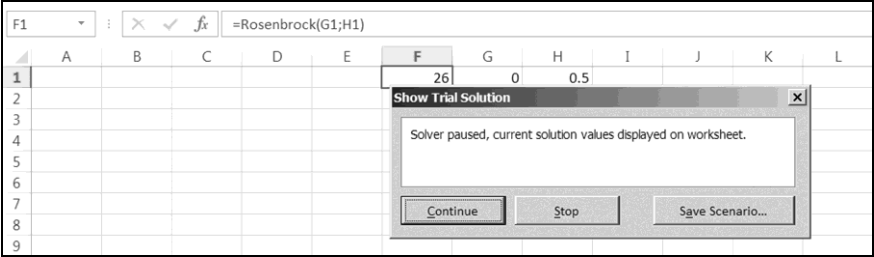 F1 fx =Rosenbrock(G1;H1)
A B C D E F G H I J K L
1 26 0 0.5
2 Show Trial Solution
3
4 Solver paused, current solution values displayed on worksheet.
5
6
7 Continue Stop Save Scenario...
8
9